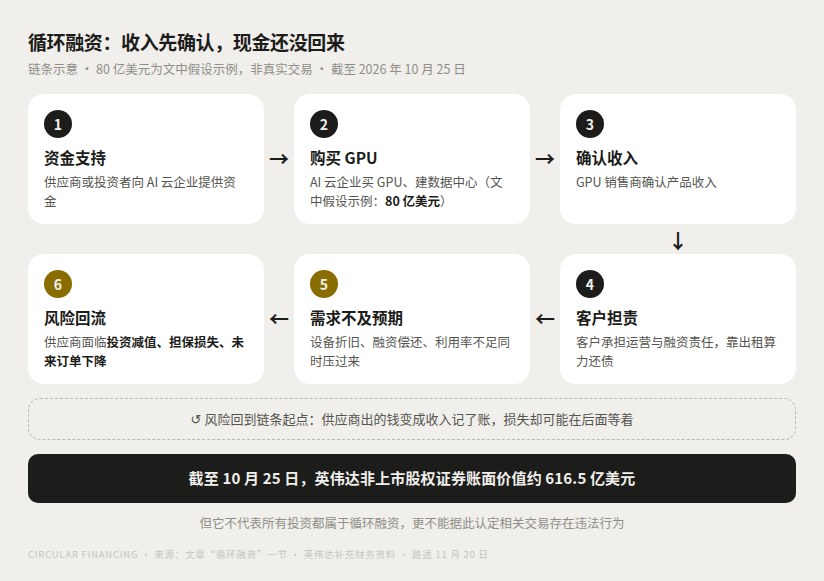 循环融资：收入先确认，现金还没回来
链条示意 · 80 亿美元为文中假设示例，非真实交易 · 截至 2026 年 10 月 25 日
1
资金支持
供应商或投资者向 AI 云企业提供资
金
→
2
购买 GPU
AI 云企业买 GPU、建数据中心（文
中假设示例：80 亿美元）
→
3
确认收入
GPU 销售商确认产品收入
↓
6
风险回流
供应商面临投资减值、担保损失、未
来订单下降
←
5
需求不及预期
设备折旧、融资偿还、利用率不足同
时压过来
←
4
客户担责
客户承担运营与融资责任，靠出租算
力还债
↺ 风险回到链条起点：供应商出的钱变成收入记了账，损失却可能在后面等着
截至 10 月 25 日，英伟达非上市股权证券账面价值约 616.5 亿美元
但它不代表所有投资都属于循环融资，更不能据此认定相关交易存在违法行为
CIRCULAR FINANCING · 来源：文章“循环融资”一节 · 英伟达补充财务资料 · 路透 11 月 20 日